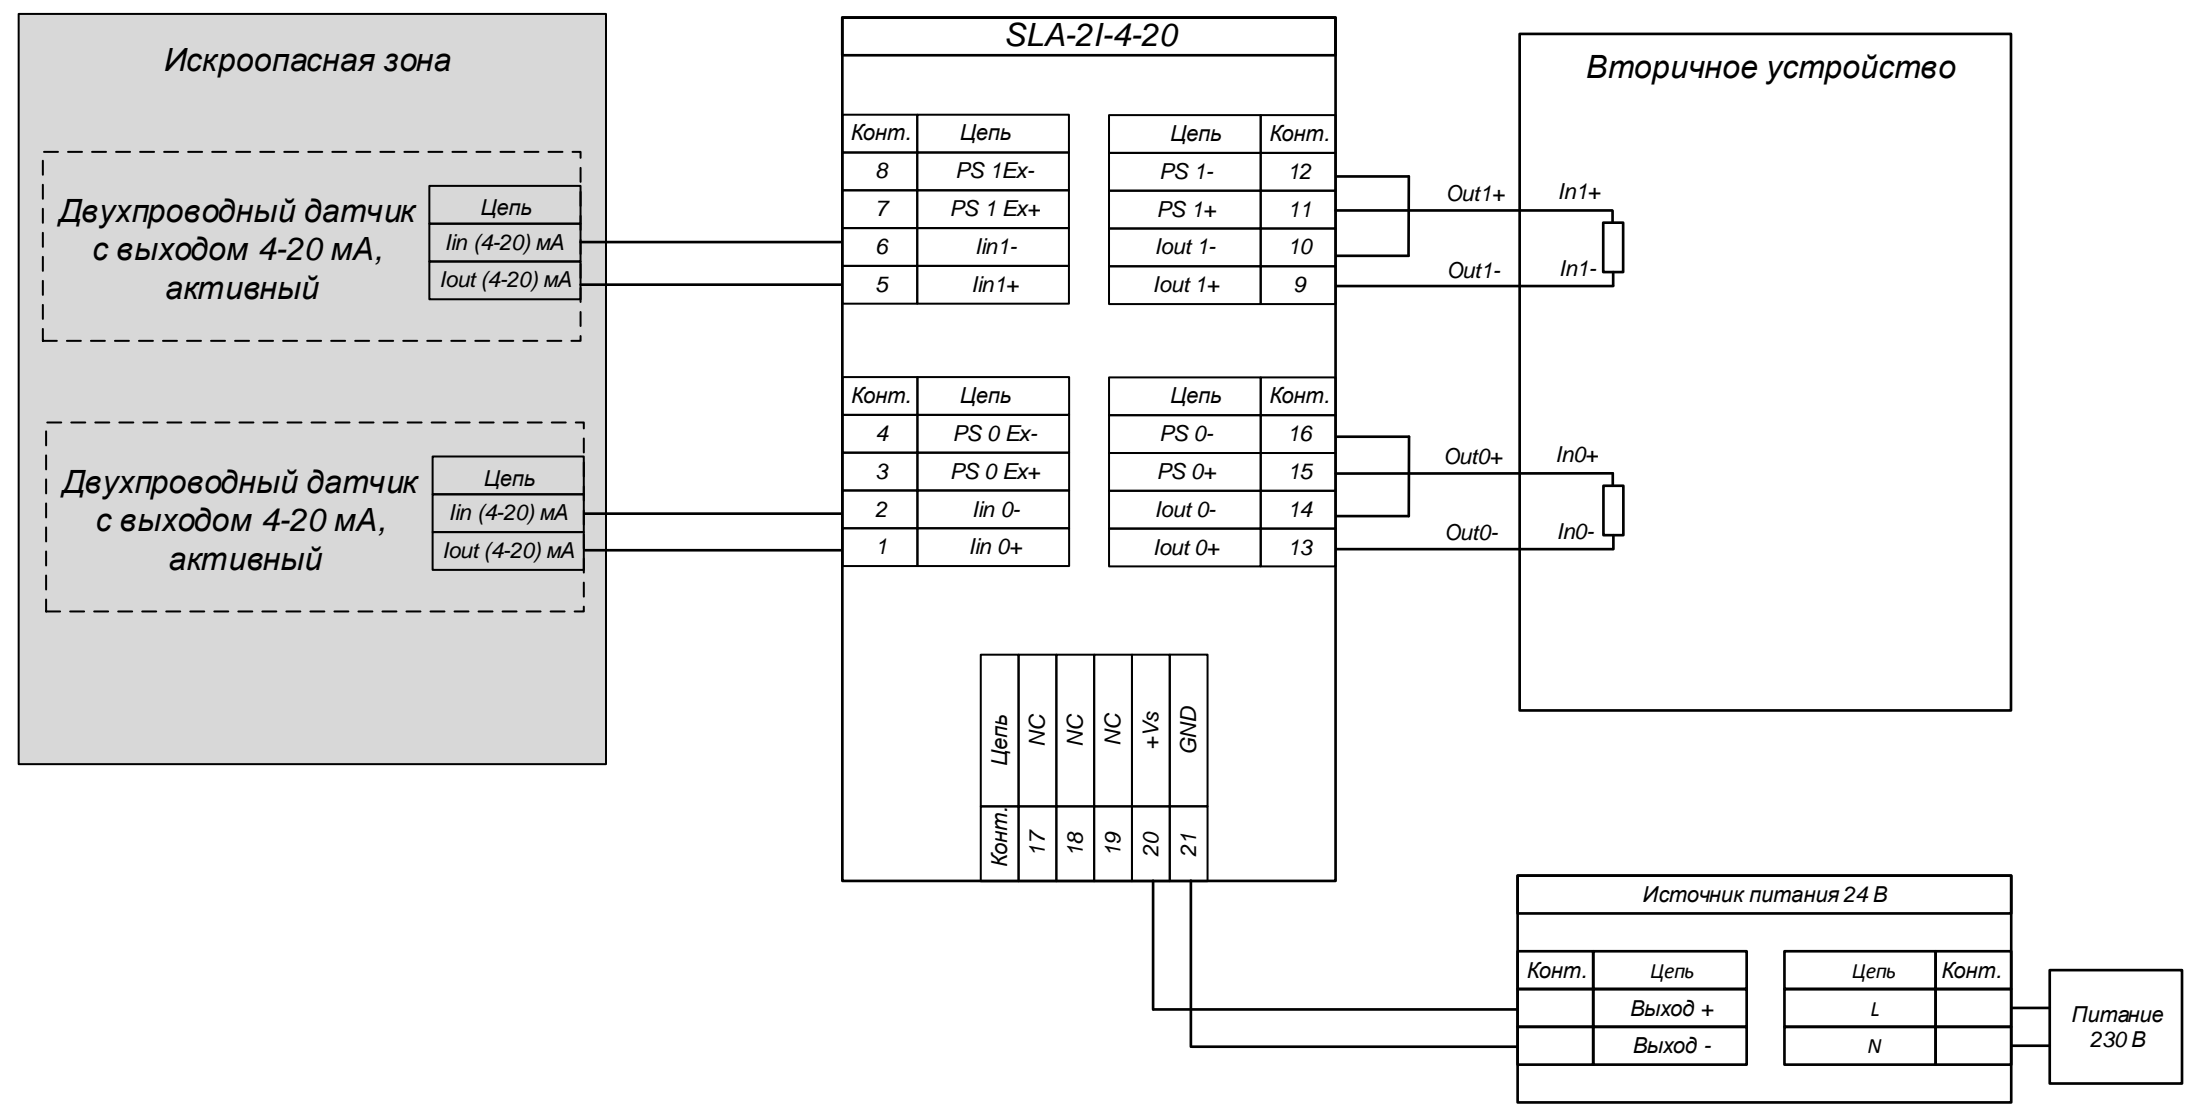 Искроопасная зона
Двухпроводный датчик
с выходом 4-20 мА,
активный
Цепь
Iin (4-20) мА
Iout (4-20) мА
Двухпроводный датчик
с выходом 4-20 мА,
активный
Цепь
Iin (4-20) мА
Iout (4-20) мА
SLA-2I-4-20
Конт. Цепь
8 PS 1Ex-
7 PS 1 Ex+
6 Iin1-
5 Iin1+
Цепь Конт.
PS 1- 12
PS 1+ 11
Iout 1- 10
Iout 1+ 9
Конт. Цепь
4 PS 0 Ex-
3 PS 0 Ex+
2 Iin 0-
1 Iin 0+
Цепь Конт.
PS 0- 16
PS 0+ 15
Iout 0- 14
Iout 0+ 13
Цепь NC NC NC +Vs GND
Конт. 17 18 19 20 21
Out1+
Out1-
Out0+
Out0-
Вторичное устройство
In1+
In1-
In0+
In0-
Источник питания 24 В
Конт. Цепь
Выход +
Выход -
Цепь Конт.
L
N
Питание
230 В